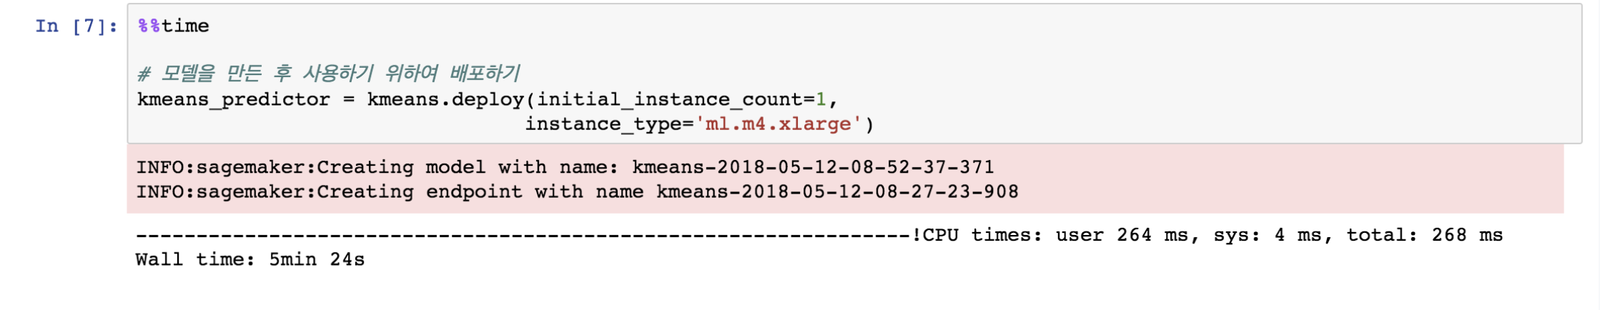 In [7]: %%time
# 모델을 만든 후 사용하기 위하여 배포하기
kmeans_predictor = kmeans.deploy(initial_instance_count=1,
instance_type='ml.m4.xlarge')
INFO:sagemaker:Creating model with name: kmeans-2018-05-12-08-52-37-371
INFO:sagemaker:Creating endpoint with name kmeans-2018-05-12-08-27-23-908
----------------------------------------------------------------!CPU times: user 264 ms, sys: 4 ms, total: 268 ms
Wall time: 5min 24s